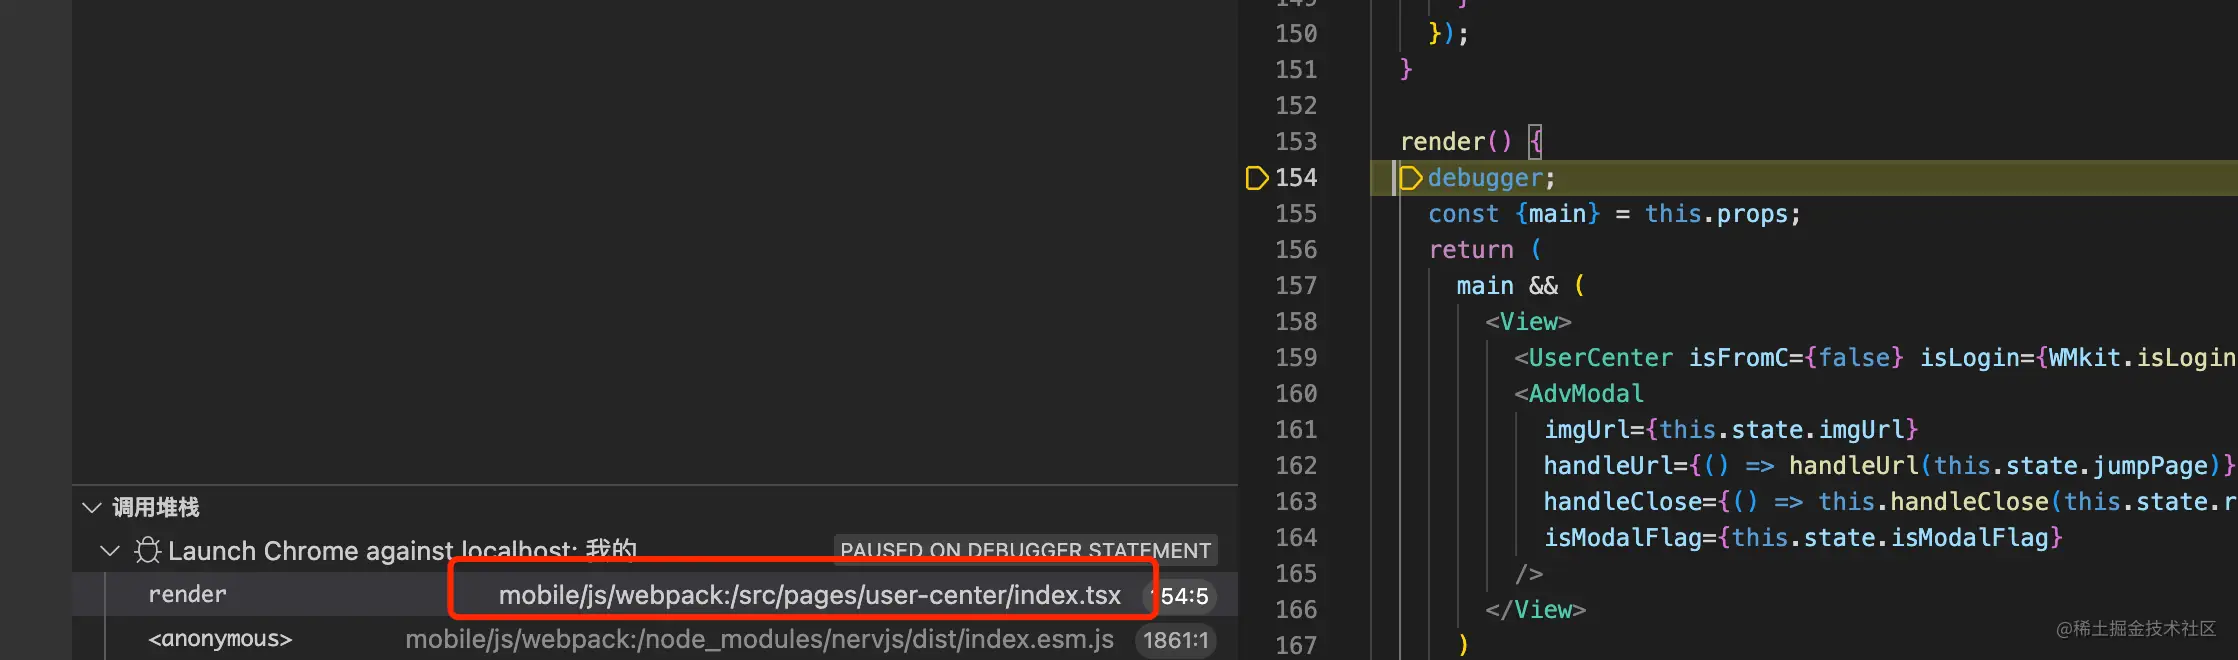 调用堆栈
Launch Chrome against localhost: 我的
PAUSED ON DEBUGGER STATEMENT
render
mobile/js/webpack:/src/pages/user-center/index.tsx
154:5
<anonymous>
mobile/js/webpack:/node_modules/nervjs/dist/index.esm.js
1861:1
149 }
150 });
151 }
152
153 render() {
154 debugger;
155 const {main} = this.props;
156 return (
157 main && (
158 <View>
159 <UserCenter isFromC={false} isLogin={WMkit.isLogin
160 <AdvModal
161 imgUrl={this.state.imgUrl}
162 handleUrl={() => handleUrl(this.state.jumpPage)}
163 handleClose={() => this.handleClose(this.state.r
164 isModalFlag={this.state.isModalFlag}
165 />
166 </View>
167 )
@稀土掘金技术社区